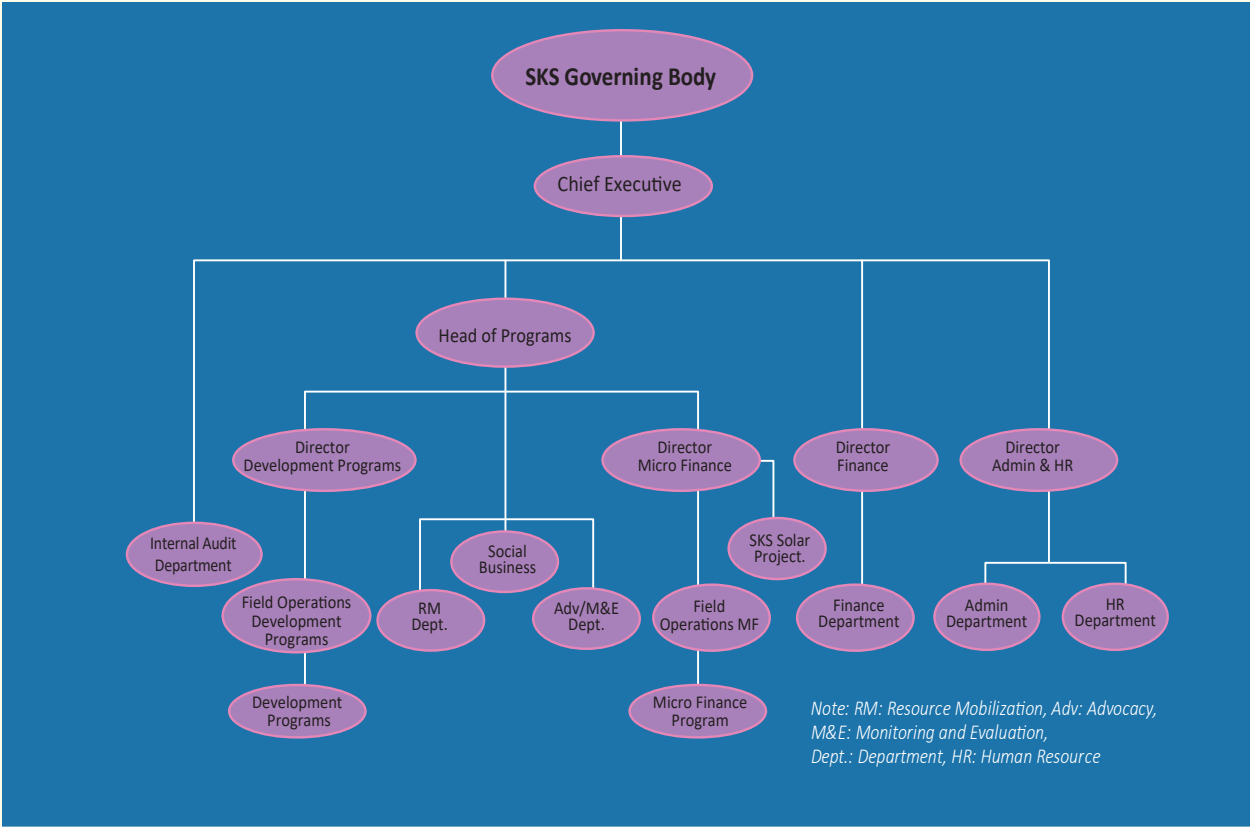 SKS Governing Body
Chief Executive
Head of Programs
Director
Development Programs
Director
Micro Finance
Director
Finance
Director
Admin & HR
Internal Audit
Department
Social
Business
SKS Solar
Project.
Field Operations
Development
Programs
RM
Dept.
Adv/M&E
Dept.
Field
Operations MF
Finance
Department
Admin
Department
HR
Department
Development
Programs
Micro Finance
Program
Note: RM: Resource Mobilization, Adv: Advocacy,
M&E: Monitoring and Evaluation,
Dept.: Department, HR: Human Resource